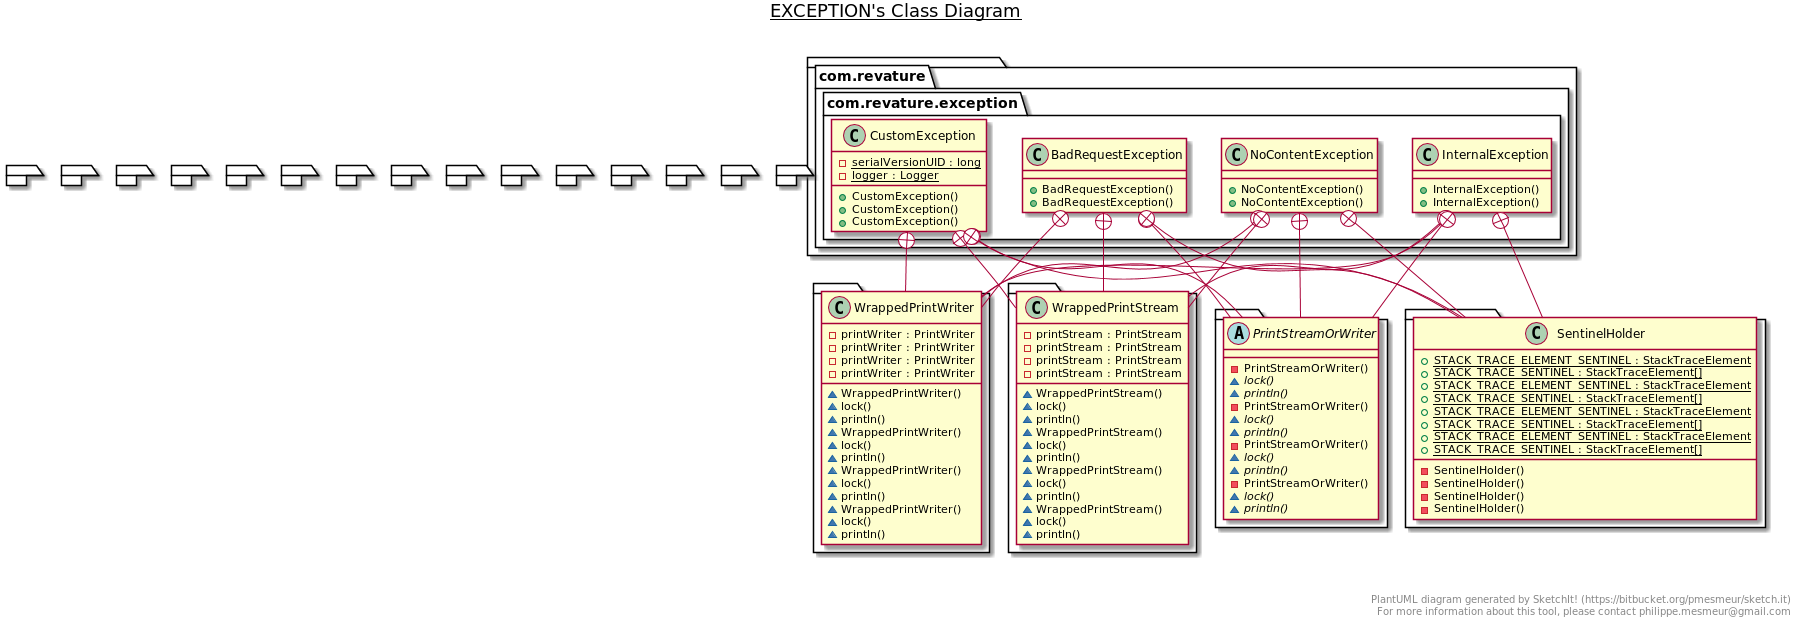 EXCEPTION's Class Diagram
com.revature
com.revature.exception
C CustomException
serialVersionUID : long
logger : Logger
CustomException()
CustomException()
CustomException()
C BadRequestException
BadRequestException()
BadRequestException()
C NoContentException
NoContentException()
NoContentException()
C InternalException
InternalException()
InternalException()
C WrappedPrintWriter
printWriter : PrintWriter
printWriter : PrintWriter
printWriter : PrintWriter
printWriter : PrintWriter
WrappedPrintWriter()
lock()
println()
WrappedPrintWriter()
lock()
println()
WrappedPrintWriter()
lock()
println()
WrappedPrintWriter()
lock()
println()
C WrappedPrintStream
printStream : PrintStream
printStream : PrintStream
printStream : PrintStream
printStream : PrintStream
WrappedPrintStream()
lock()
println()
WrappedPrintStream()
lock()
println()
WrappedPrintStream()
lock()
println()
WrappedPrintStream()
lock()
println()
A PrintStreamOrWriter
PrintStreamOrWriter()
lock()
println()
PrintStreamOrWriter()
lock()
println()
PrintStreamOrWriter()
lock()
println()
PrintStreamOrWriter()
lock()
println()
C SentinelHolder
STACK_TRACE_ELEMENT_SENTINEL : StackTraceElement
STACK_TRACE_SENTINEL : StackTraceElement[]
STACK_TRACE_ELEMENT_SENTINEL : StackTraceElement
STACK_TRACE_SENTINEL : StackTraceElement[]
STACK_TRACE_ELEMENT_SENTINEL : StackTraceElement
STACK_TRACE_SENTINEL : StackTraceElement[]
STACK_TRACE_ELEMENT_SENTINEL : StackTraceElement
STACK_TRACE_SENTINEL : StackTraceElement[]
SentinelHolder()
SentinelHolder()
SentinelHolder()
SentinelHolder()
PlantUML diagram generated by SketchIt! (https://bitbucket.org/pmesmeur/sketch.it)
For more information about this tool, please contact philippe.mesmeur@gmail.com